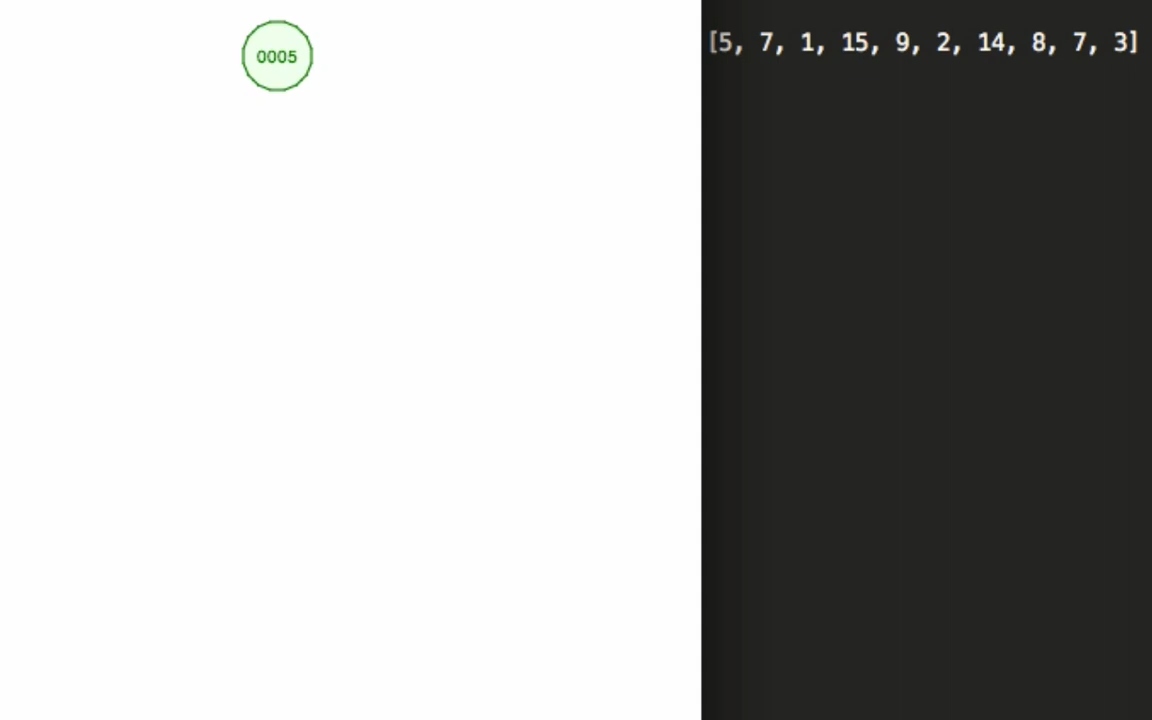 0005
[5, 7, 1, 15, 9, 2, 14, 8, 7, 3]